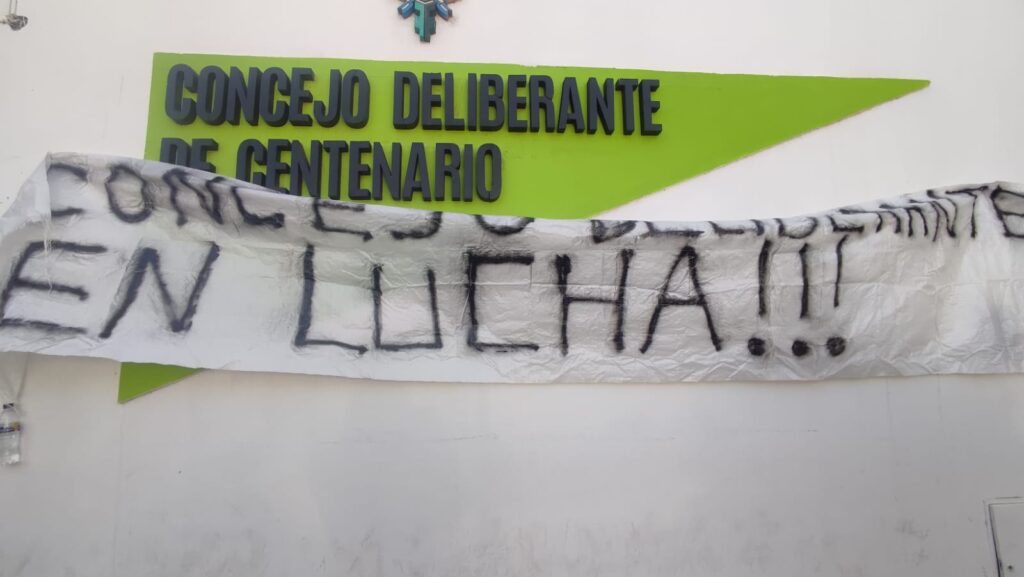 CONCEJO DELIBERANTE
DE CENTENARIO
CONCEJO DELIBERANTE
EN LUCHA!!!